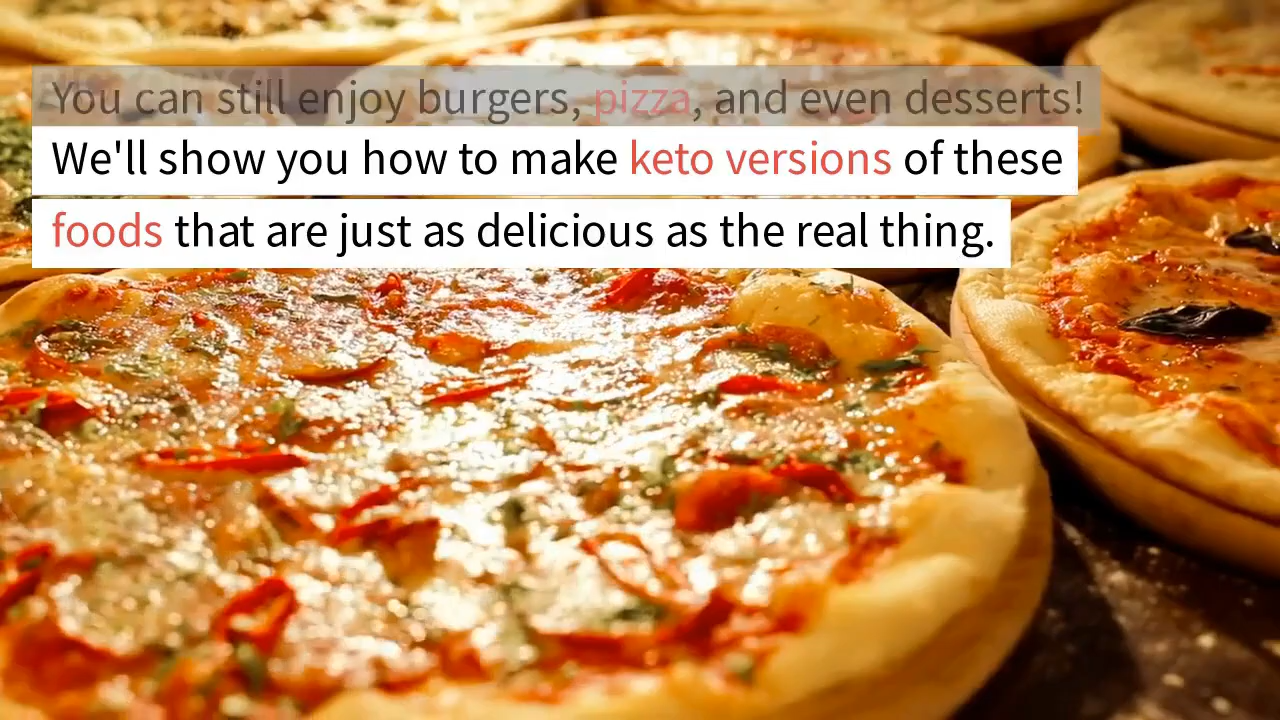 You can still enjoy burgers, pizza, and even desserts!
We'll show you how to make keto versions of these
foods that are just as delicious as the real thing.